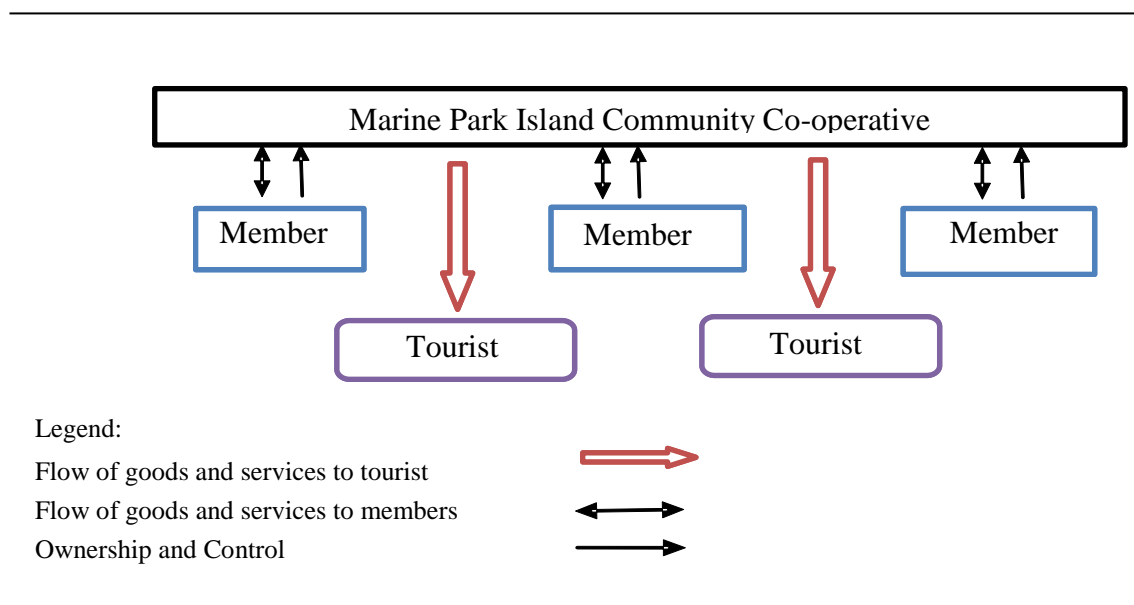 Marine Park Island Community Co-operative
Member
Member
Member
Tourist
Tourist
Legend:
Flow of goods and services to tourist
Flow of goods and services to members
Ownership and Control